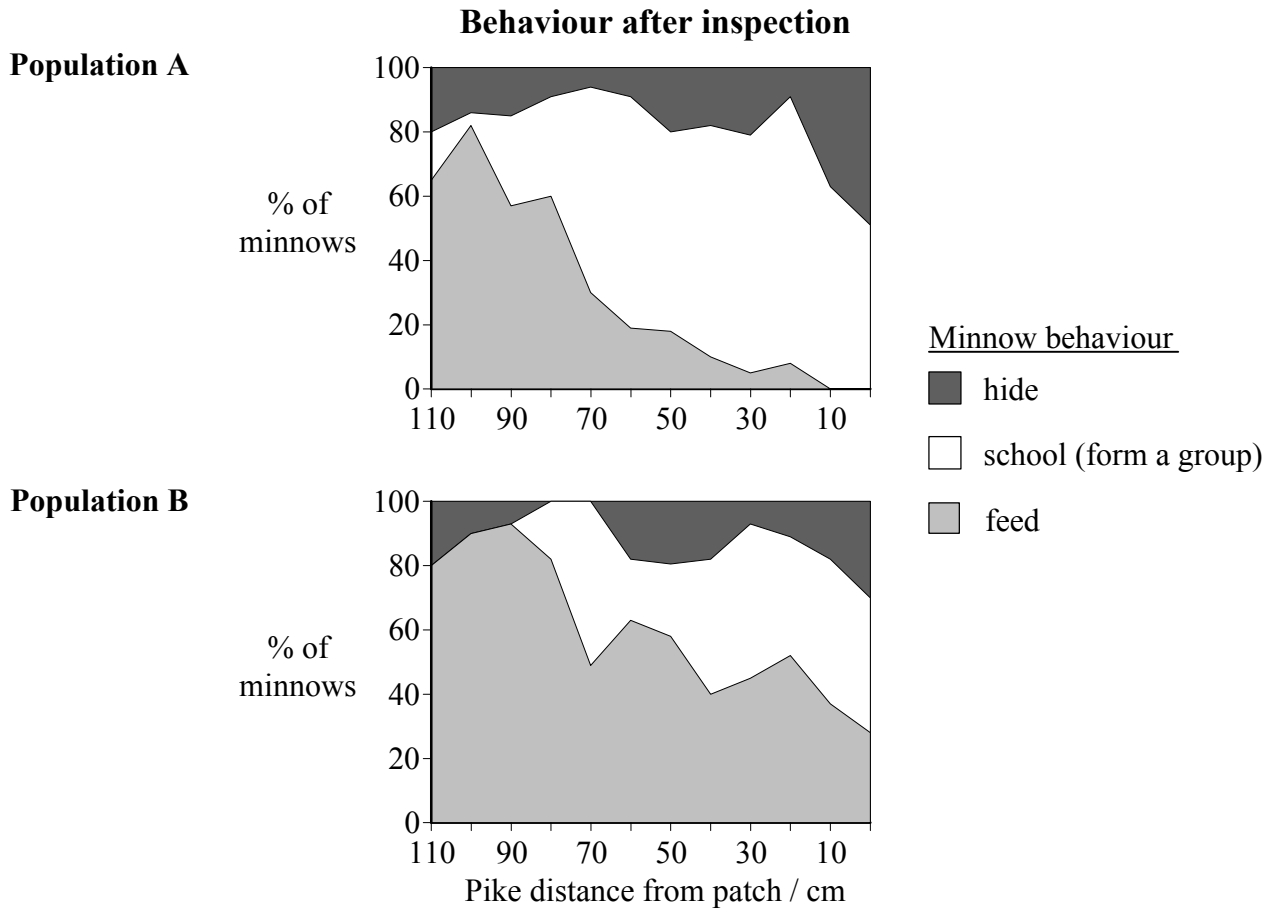 Behaviour after inspection
Population A
100
80
60
40
20
0
% of
minnows
110 90 70 50 30 10
Population B
100
80
60
40
20
0
% of
minnows
110 90 70 50 30 10
Pike distance from patch / cm
Minnow behaviour
hide
school (form a group)
feed